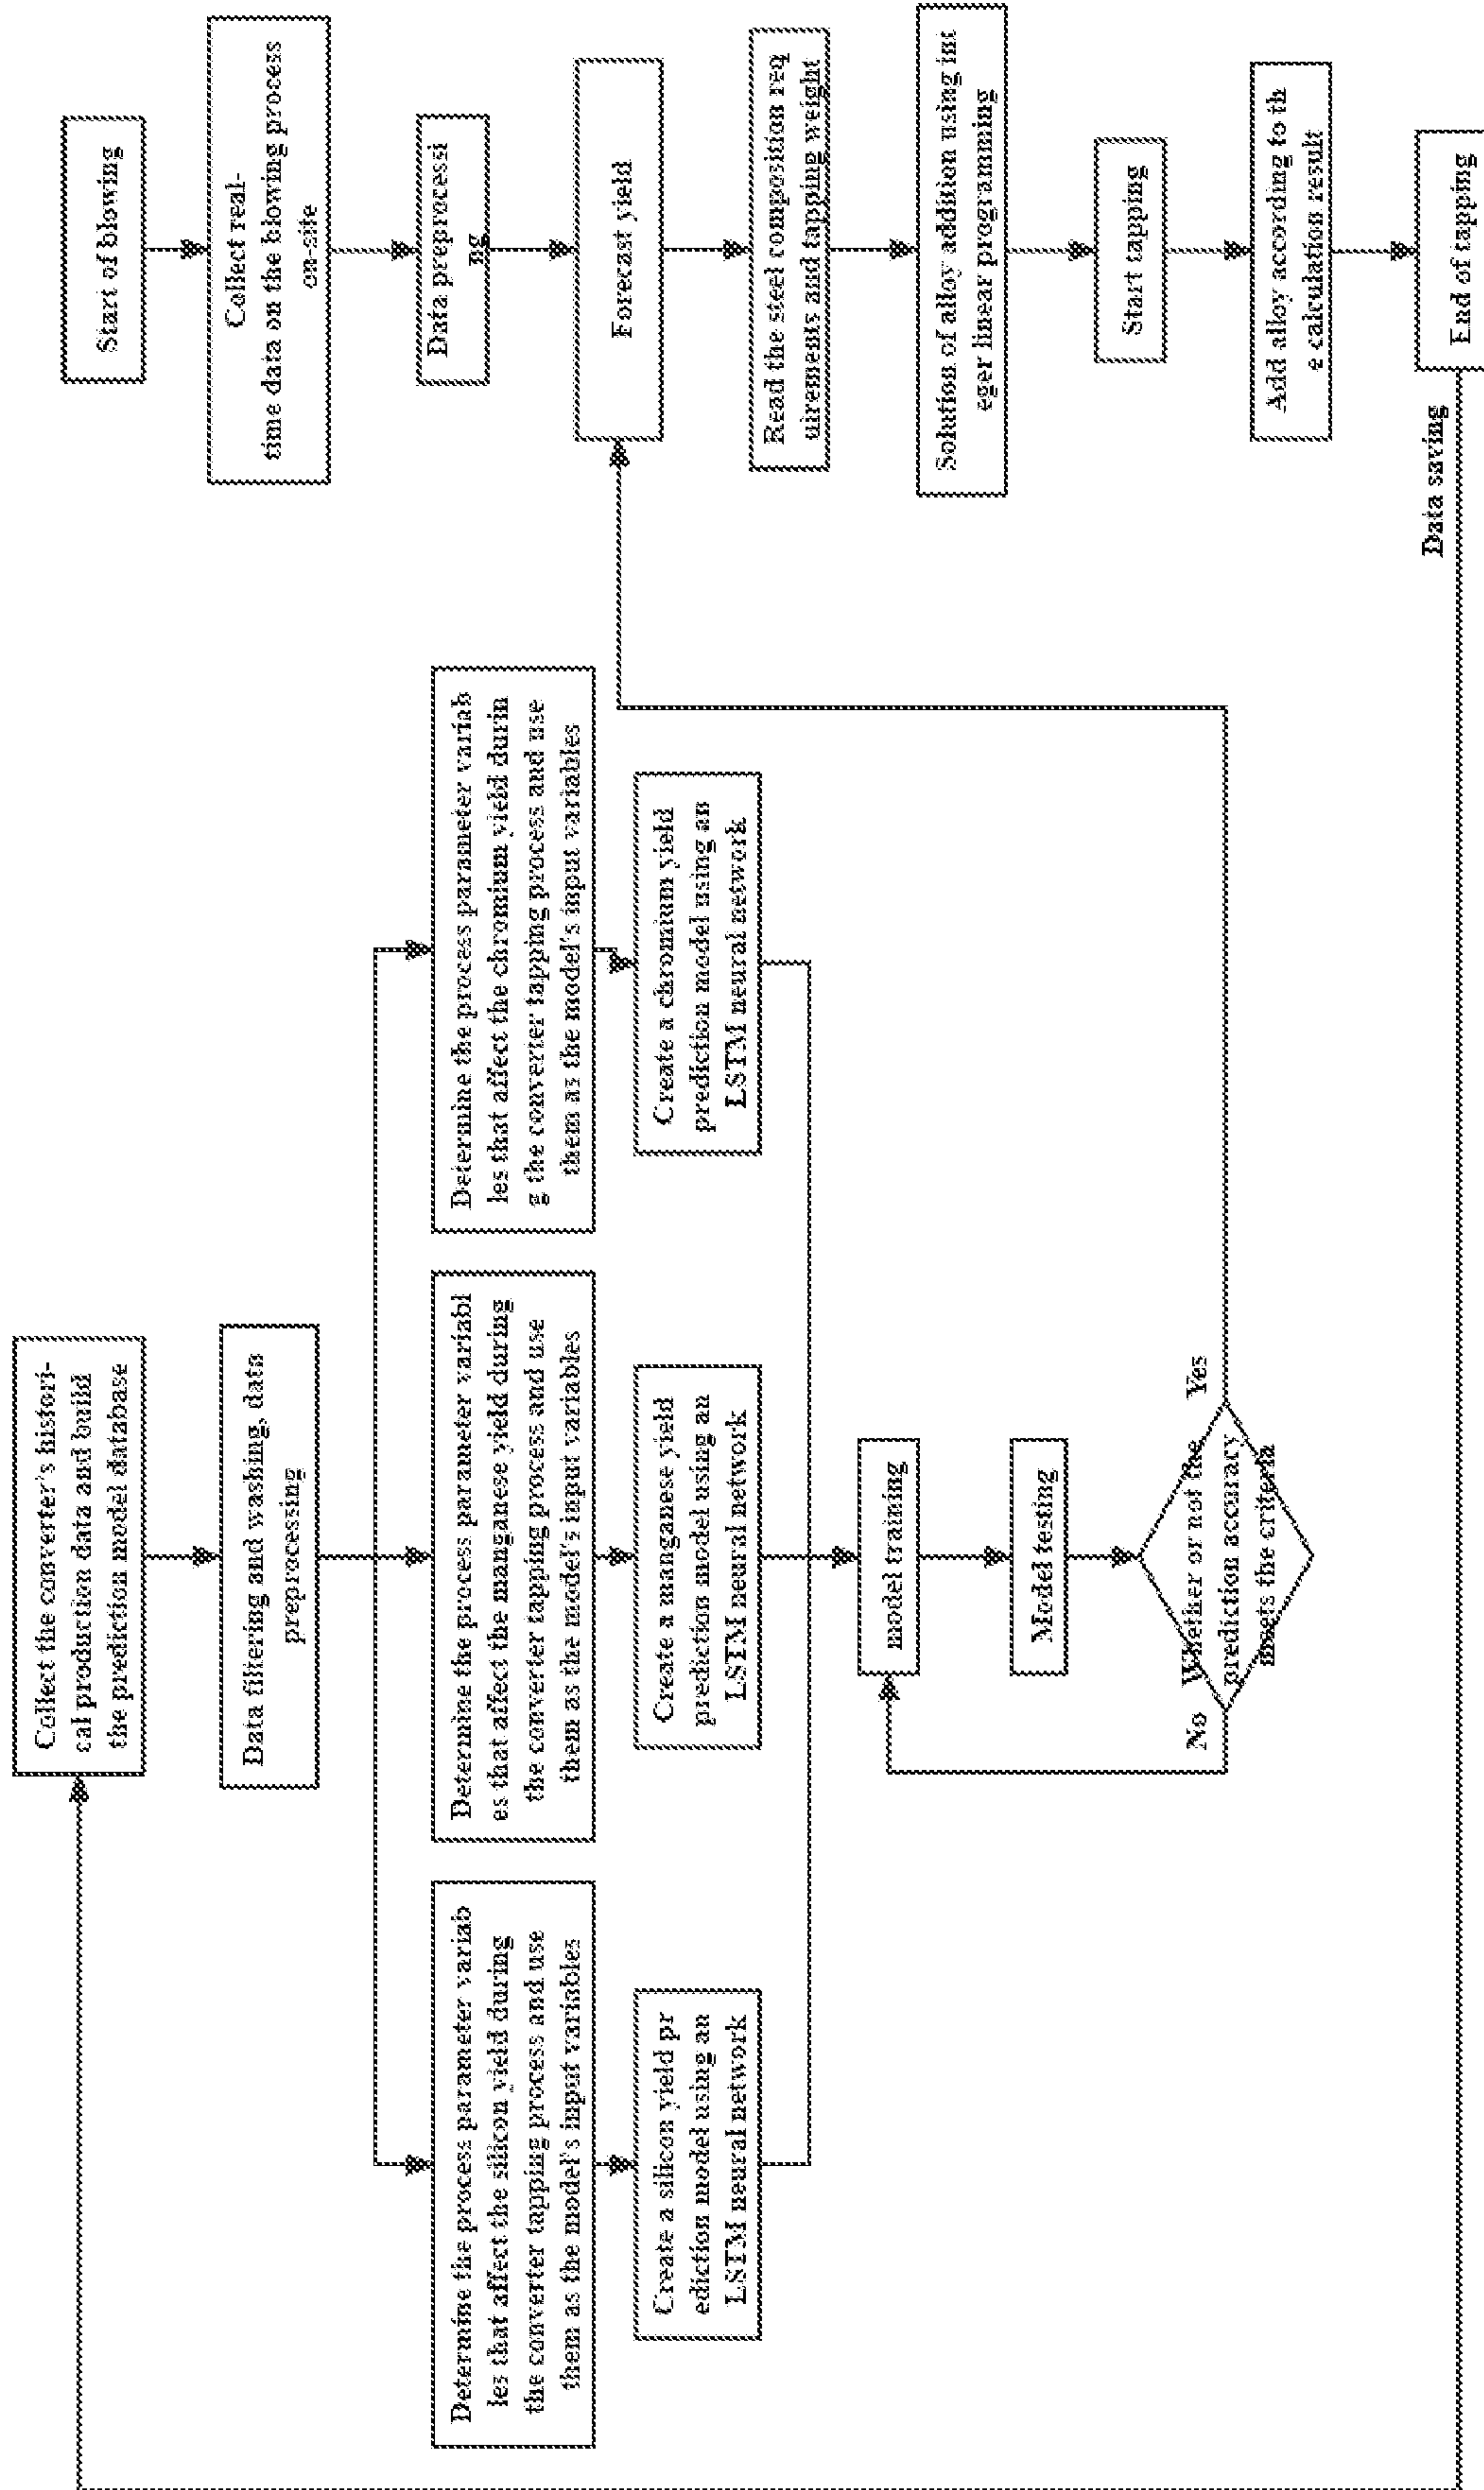 Collect the converter's histori-
cal production data and build
the prediction model database
Data filtering and washing, data
preprocessing
Determine the process parameter variab
les that affect the silicon yield during
the converter tapping process and use
them as the model's input variables
Determine the process parameter variabl
es that affect the manganese yield during
the converter tapping process and use
them as the model's input variables
Determine the process parameter variab
les that affect the chromium yield durin
g the converter tapping process and use
them as the model's input variables
Create a silicon yield pr
ediction model using an
LSTM neural network
Create a manganese yield
prediction model using an
LSTM neural network
Create a chromium yield
prediction model using an
LSTM neural network
model training
Model testing
No
Whether or not the
prediction accuracy
meets the criteria
Yes
Start of blowing
Collect real-
time data on the blowing process
on-site
Data preprocessi
ng
Forecast yield
Read the steel composition req
uirements and tapping weight
Solution of alloy addition using int
eger linear programming
Start tapping
Add alloy according to th
e calculation result
End of tapping
Data saving